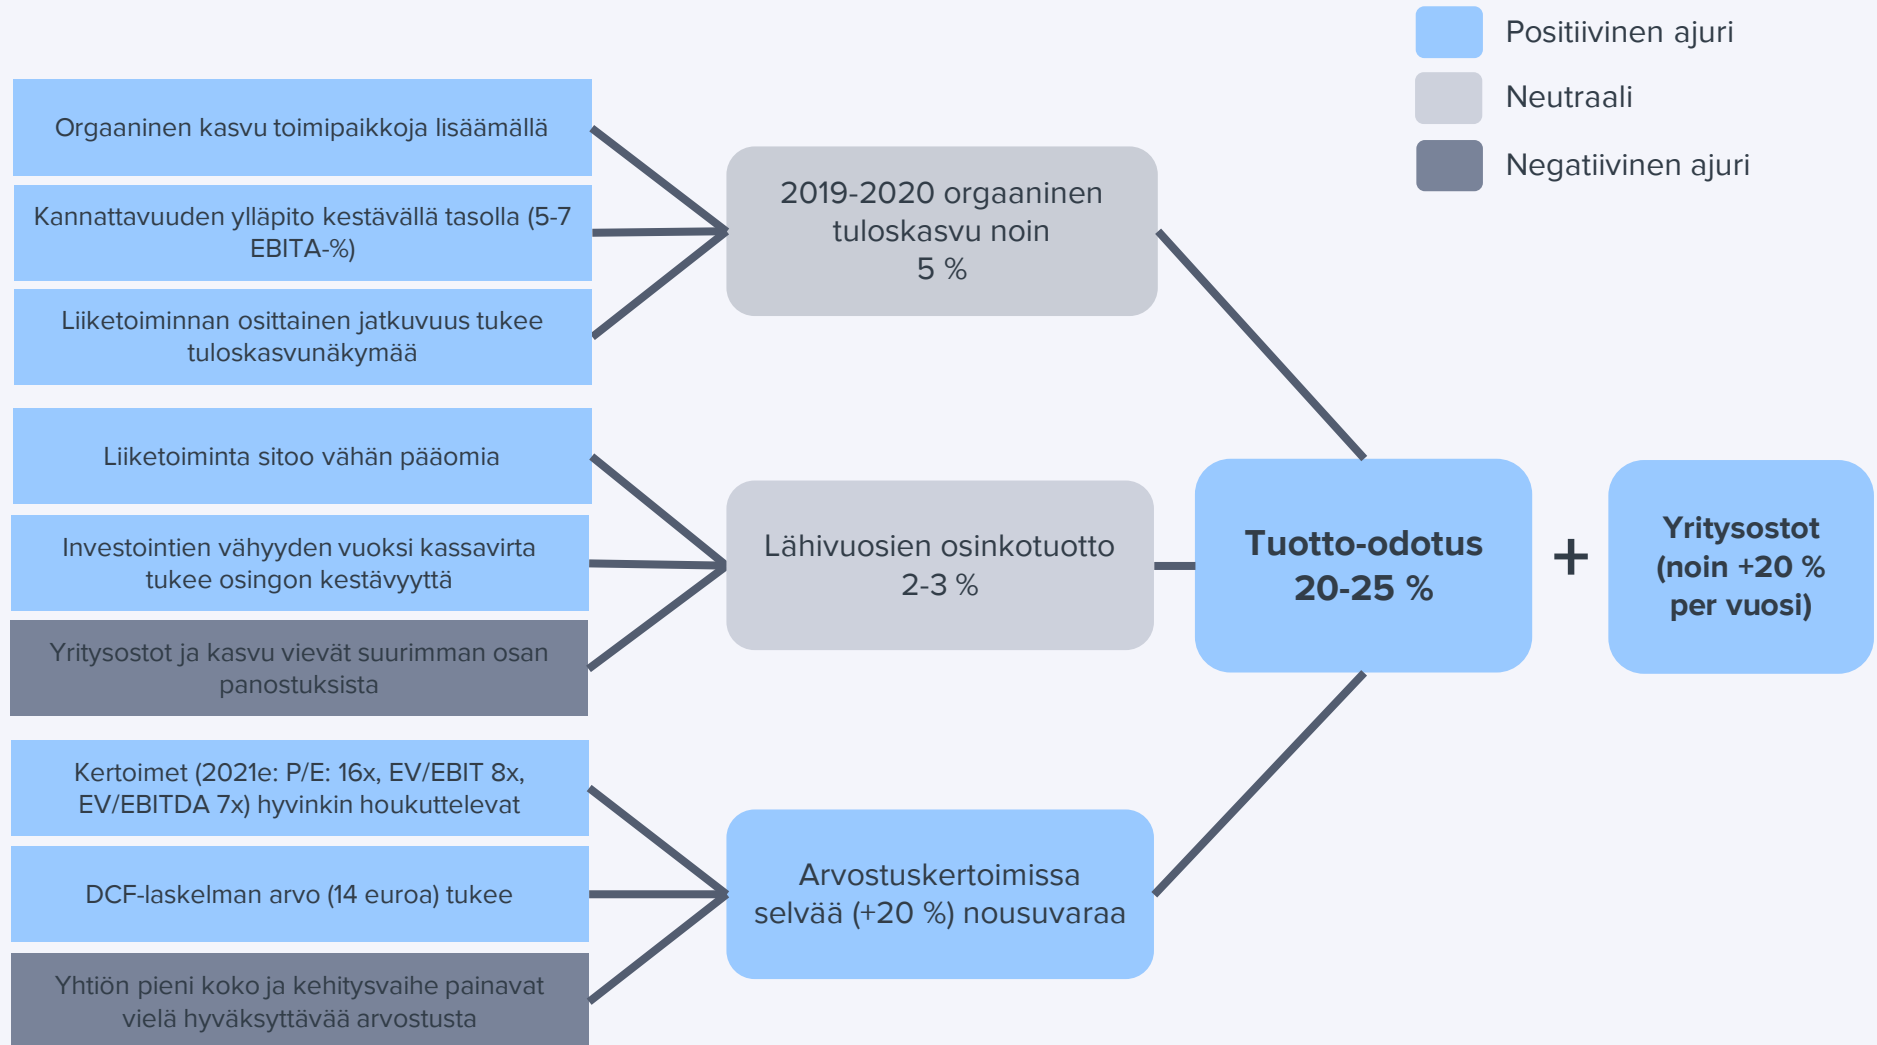 Positiivinen ajuri
Neutraali
Negatiivinen ajuri
Orgaaninen kasvu toimipaikkoja lisäämällä
Kannattavuuden ylläpito kestävällä tasolla (5-7
EBITA-%)
Liiketoiminnan osittainen jatkuvuus tukee
tuloskasvunäkymää
2019-2020 orgaaninen
tuloskasvu noin
5 %
Liiketoiminta sitoo vähän pääomia
Investointien vähyyden vuoksi kassavirta
tukee osingon kestävyyttä
Yritysostot ja kasvu vievät suurimman osan
panostuksista
Lähivuosien osinkotuotto
2-3 %
Kertoimet (2021e: P/E: 16x, EV/EBIT 8x,
EV/EBITDA 7x) hyvinkin houkuttelevat
DCF-laskelman arvo (14 euroa) tukee
Yhtiön pieni koko ja kehitysvaihe painavat
vielä hyväksyttävää arvostusta
Arvostuskertoimissa
selvää (+20 %) nousuvaraa
Tuotto-odotus
20-25 %
+
Yritysostot
(noin +20 %
per vuosi)